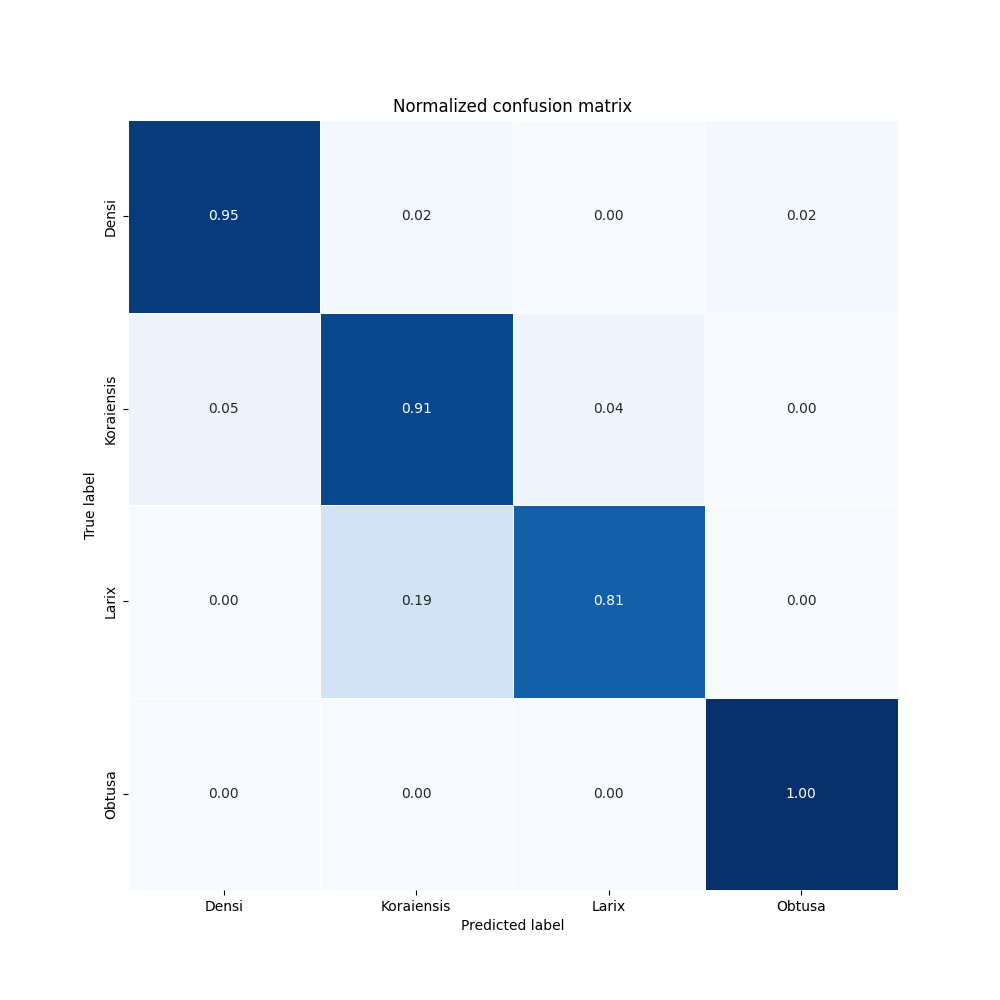 Normalized confusion matrix
True label
Densi
0.95 0.02 0.00 0.02
Koraiensis
0.05 0.91 0.04 0.00
Larix
0.00 0.19 0.81 0.00
Obtusa
0.00 0.00 0.00 1.00
Densi Koraiensis Larix Obtusa
Predicted label